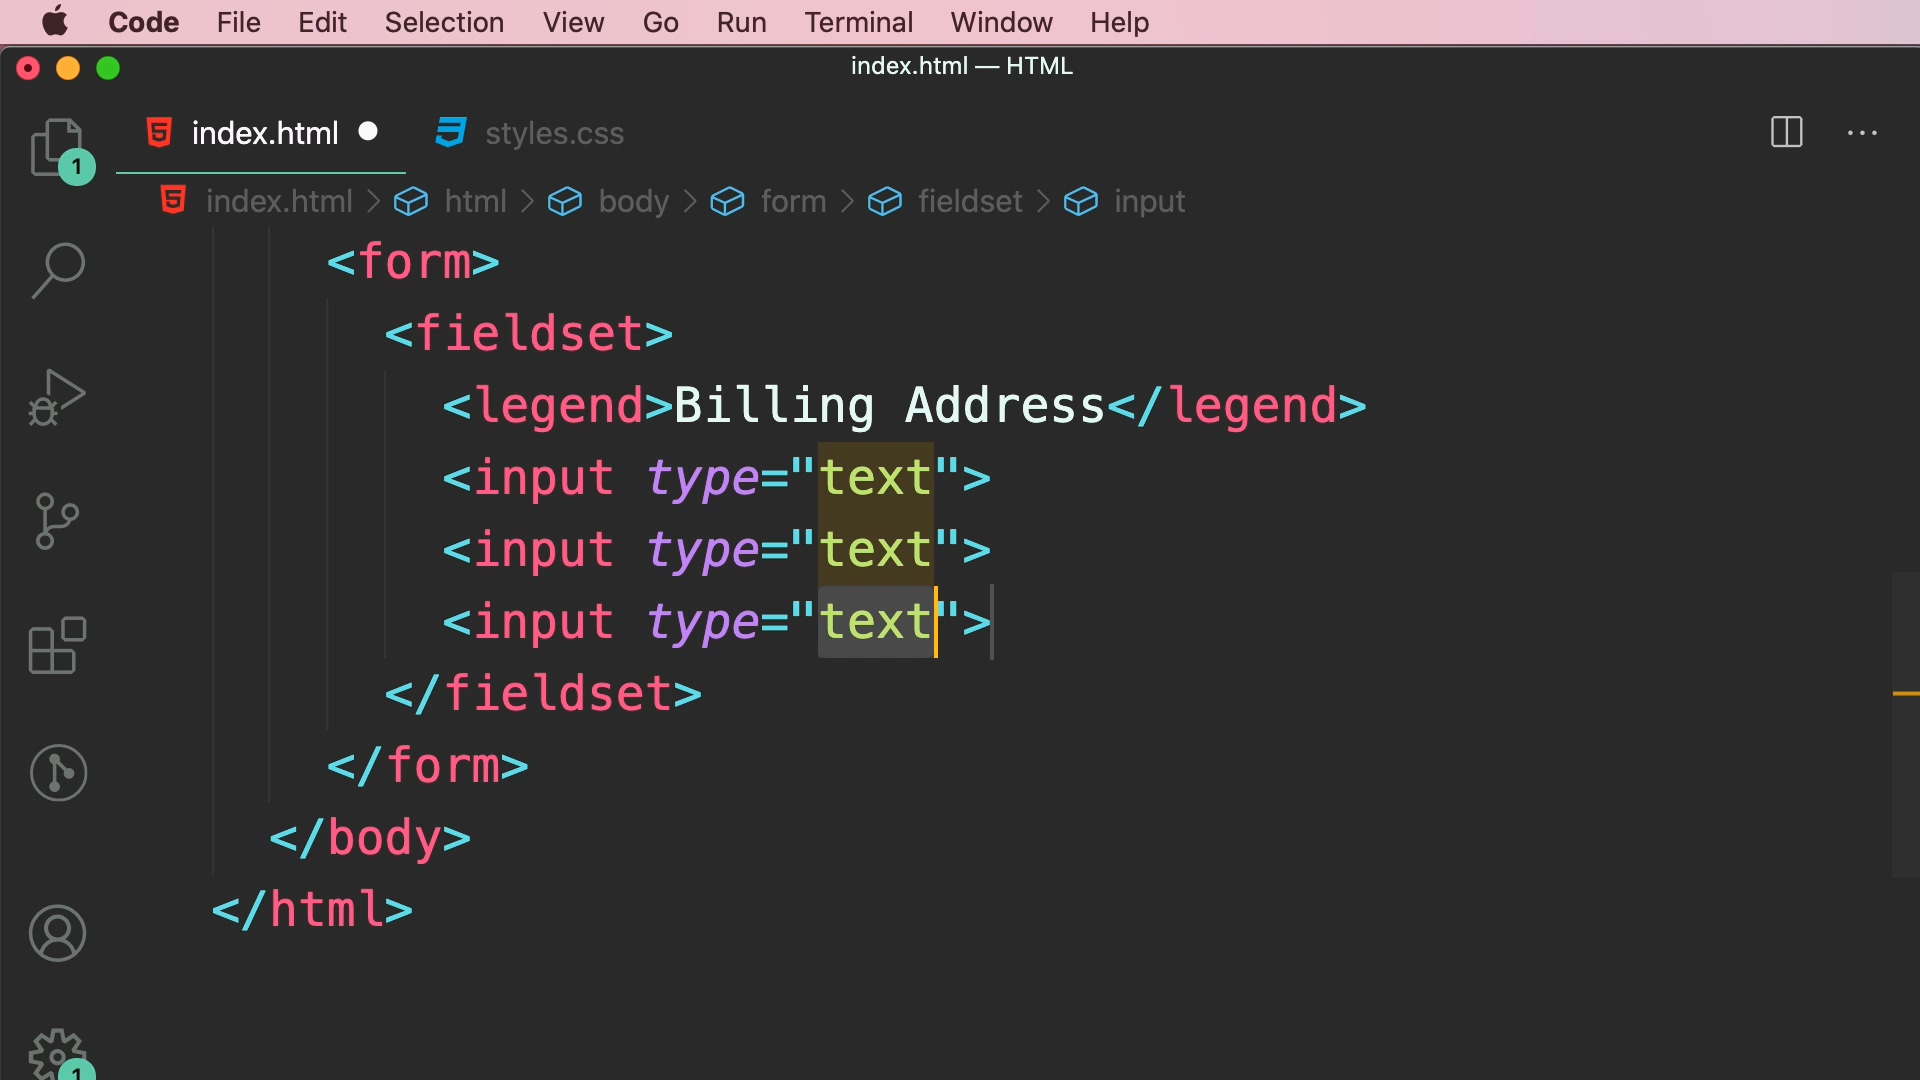 Code File Edit Selection View Go Run Terminal Window Help
index.html — HTML
index.html styles.css
1
index.html > html > body > form > fieldset > input
<form>
<fieldset>
<legend>Billing Address</legend>
<input type="text">
<input type="text">
<input type="text">
</fieldset>
</form>
</body>
</html>
1